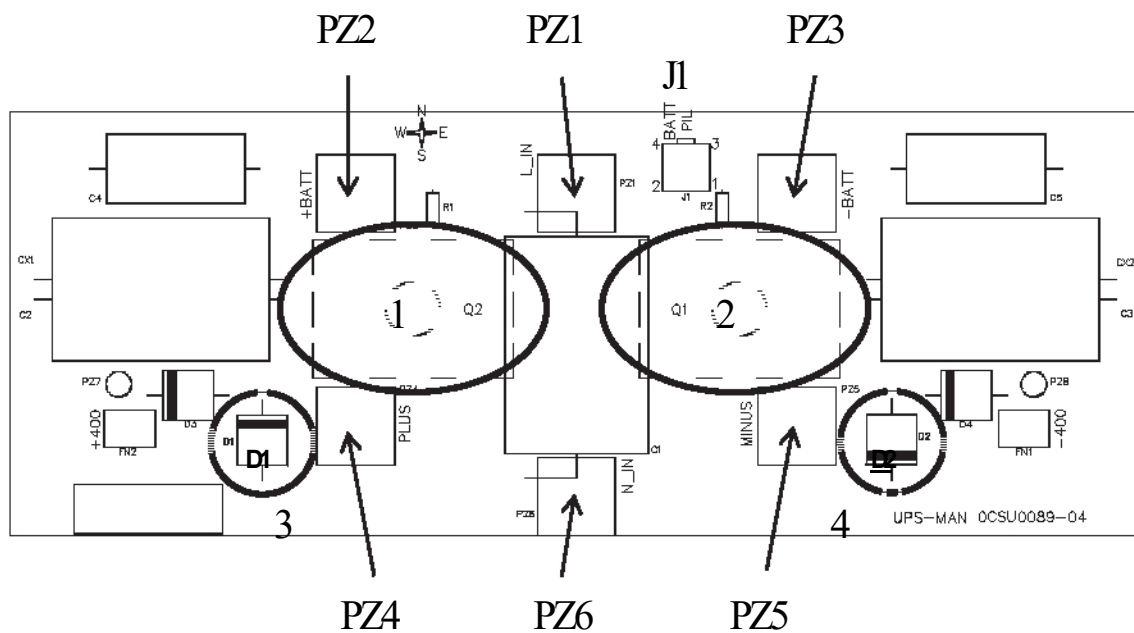 PZ2 PZ1 PZ3
J1
N
W E
S
BATT
PIL
4 3
2 1
J1
C4
+BATT
R1
L_IN
PZ1
R2
-BATT
C5
CX1
C2
1
Q2
Q1
2
CX2
C3
PZ7
D3
+400
FN2
D1
D1
PLUS
C1
N_IN
MINUS
PZ5
D2
D4
PZ8
-400
FN1
3
4
UPS-MAN 0CSU0089-04
PZ4 PZ6 PZ5